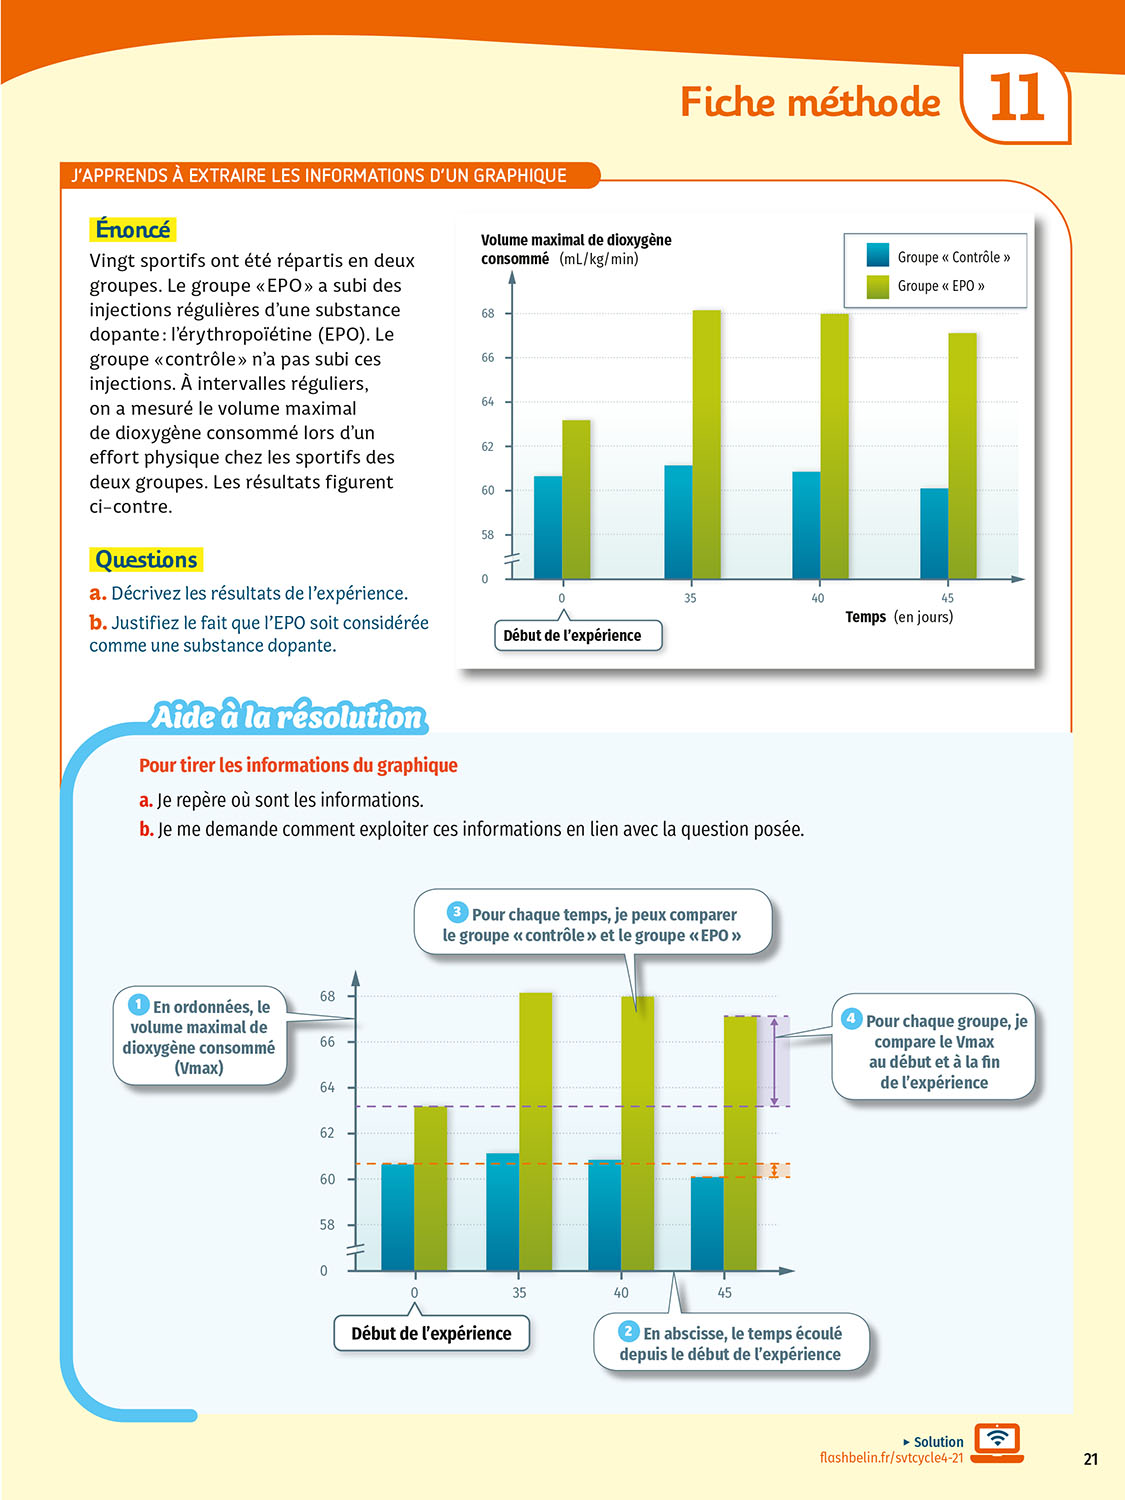 Fiche méthode 11
J'APPRENDS À EXTRAIRE LES INFORMATIONS D'UN GRAPHIQUE
Énoncé
Vingt sportifs ont été répartis en deux
groupes. Le groupe «EPO» a subi des
injections régulières d'une substance
dopante : l'érythropoïétine (EPO). Le
groupe «contrôle» n'a pas subi ces
injections. À intervalles réguliers,
on a mesuré le volume maximal
de dioxygène consommé lors d'un
effort physique chez les sportifs des
deux groupes. Les résultats figurent
ci-contre.
Questions
a. Décrivez les résultats de l'expérience.
b. Justifiez le fait que l'EPO soit considérée
comme une substance dopante.
Volume maximal de dioxygène
consommé (mL/kg/min)
Groupe « Contrôle »
Groupe « EPO »
68
66
64
62
60
58
0
0 35 40 45
Temps (en jours)
Début de l'expérience
Aide à la résolution
Pour tirer les informations du graphique
a. Je repère où sont les informations.
b. Je me demande comment exploiter ces informations en lien avec la question posée.
3 Pour chaque temps, je peux comparer
le groupe «contrôle» et le groupe «EPO»
1 En ordonnées, le
volume maximal de
dioxygène consommé
(Vmax)
4 Pour chaque groupe, je
compare le Vmax
au début et à la fin
de l'expérience
68
66
64
62
60
58
0
0 35 40 45
Début de l'expérience
2 En abscisse, le temps écoulé
depuis le début de l'expérience
▸ Solution
flashbelin.fr/svtcycle4-21
21